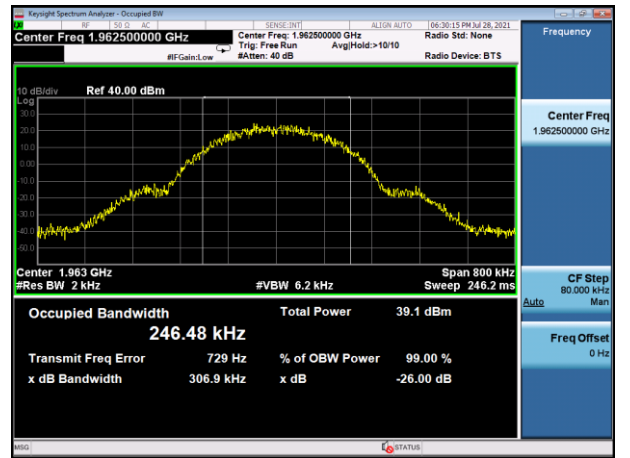 Keysight Spectrum Analyzer - Occupied BW
LXI RF 50 Ω AC SENSE:INT ALIGN AUTO 06:30:15 PM Jul 28, 2021
Center Freq 1.962500000 GHz
Center Freq: 1.962500000 GHz Radio Std: None
Trig: Free Run Avg|Hold:>10/10
#IFGain:Low #Atten: 40 dB Radio Device: BTS
Frequency
10 dB/div Ref 40.00 dBm
Log
30.0
20.0
10.0
0.00
-10.0
-20.0
-30.0
-40.0
-50.0
Center 1.963 GHz Span 800 kHz
#Res BW 2 kHz #VBW 6.2 kHz Sweep 246.2 ms
Occupied Bandwidth Total Power 39.1 dBm
246.48 kHz
Transmit Freq Error 729 Hz % of OBW Power 99.00 %
x dB Bandwidth 306.9 kHz x dB -26.00 dB
Center Freq
1.962500000 GHz
CF Step
80.000 kHz
Auto Man
Freq Offset
0 Hz
MSG STATUS